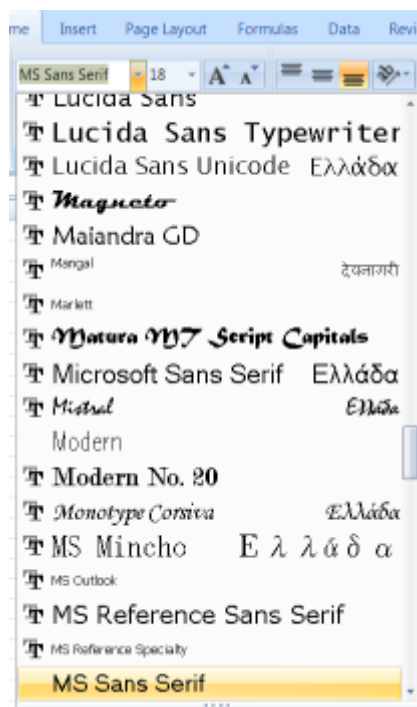 me Insert Page Layout Formulas Data Revi
MS Sans Serif 18 A A
Lucida Sans
Lucida Sans Typewriter
Lucida Sans Unicode Ελλάδα
Magneto
Maiandra GD
Mangal देवनागरी
Marlett
Matura MT Script Capitals
Microsoft Sans Serif Ελλάδα
Mistral Ελλάδα
Modern
Modern No. 20
Monotype Corsiva Ελλάδα
MS Mincho Ελλάδα
MS Outlook
MS Reference Sans Serif
MS Reference Specialty
MS Sans Serif